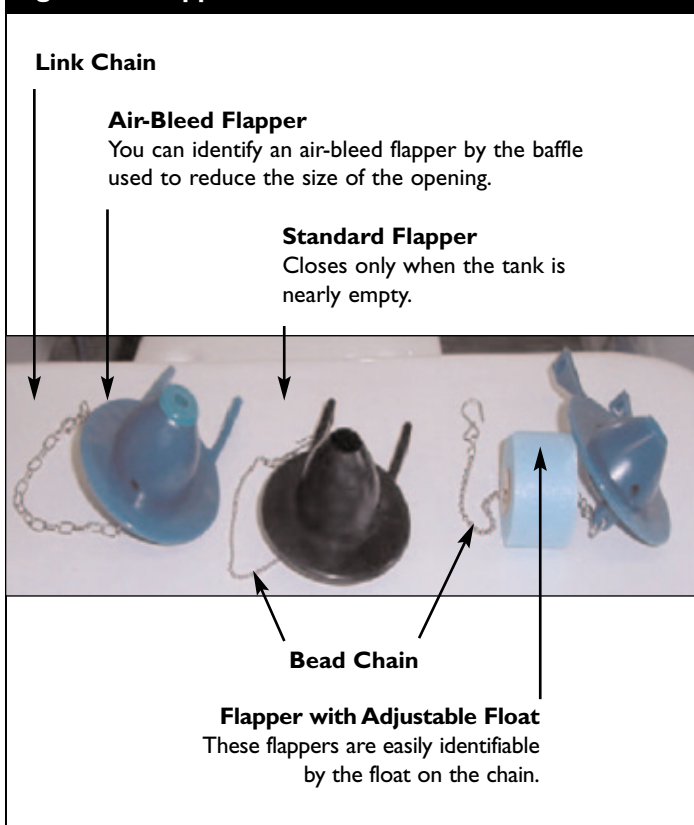 Link Chain
Air-Bleed Flapper
You can identify an air-bleed flapper by the baffle
used to reduce the size of the opening.
Standard Flapper
Closes only when the tank is
nearly empty.
Bead Chain
Flapper with Adjustable Float
These flappers are easily identifiable
by the float on the chain.